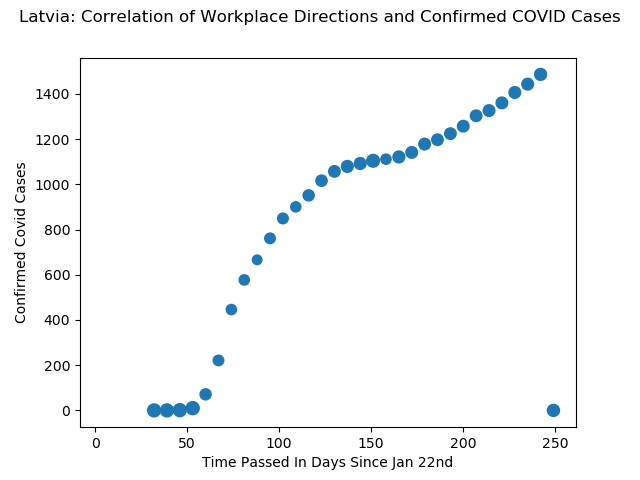 Latvia: Correlation of Workplace Directions and Confirmed COVID Cases
1400
1200
1000
800
600
400
200
0
Confirmed Covid Cases
0 50 100 150 200 250
Time Passed In Days Since Jan 22nd